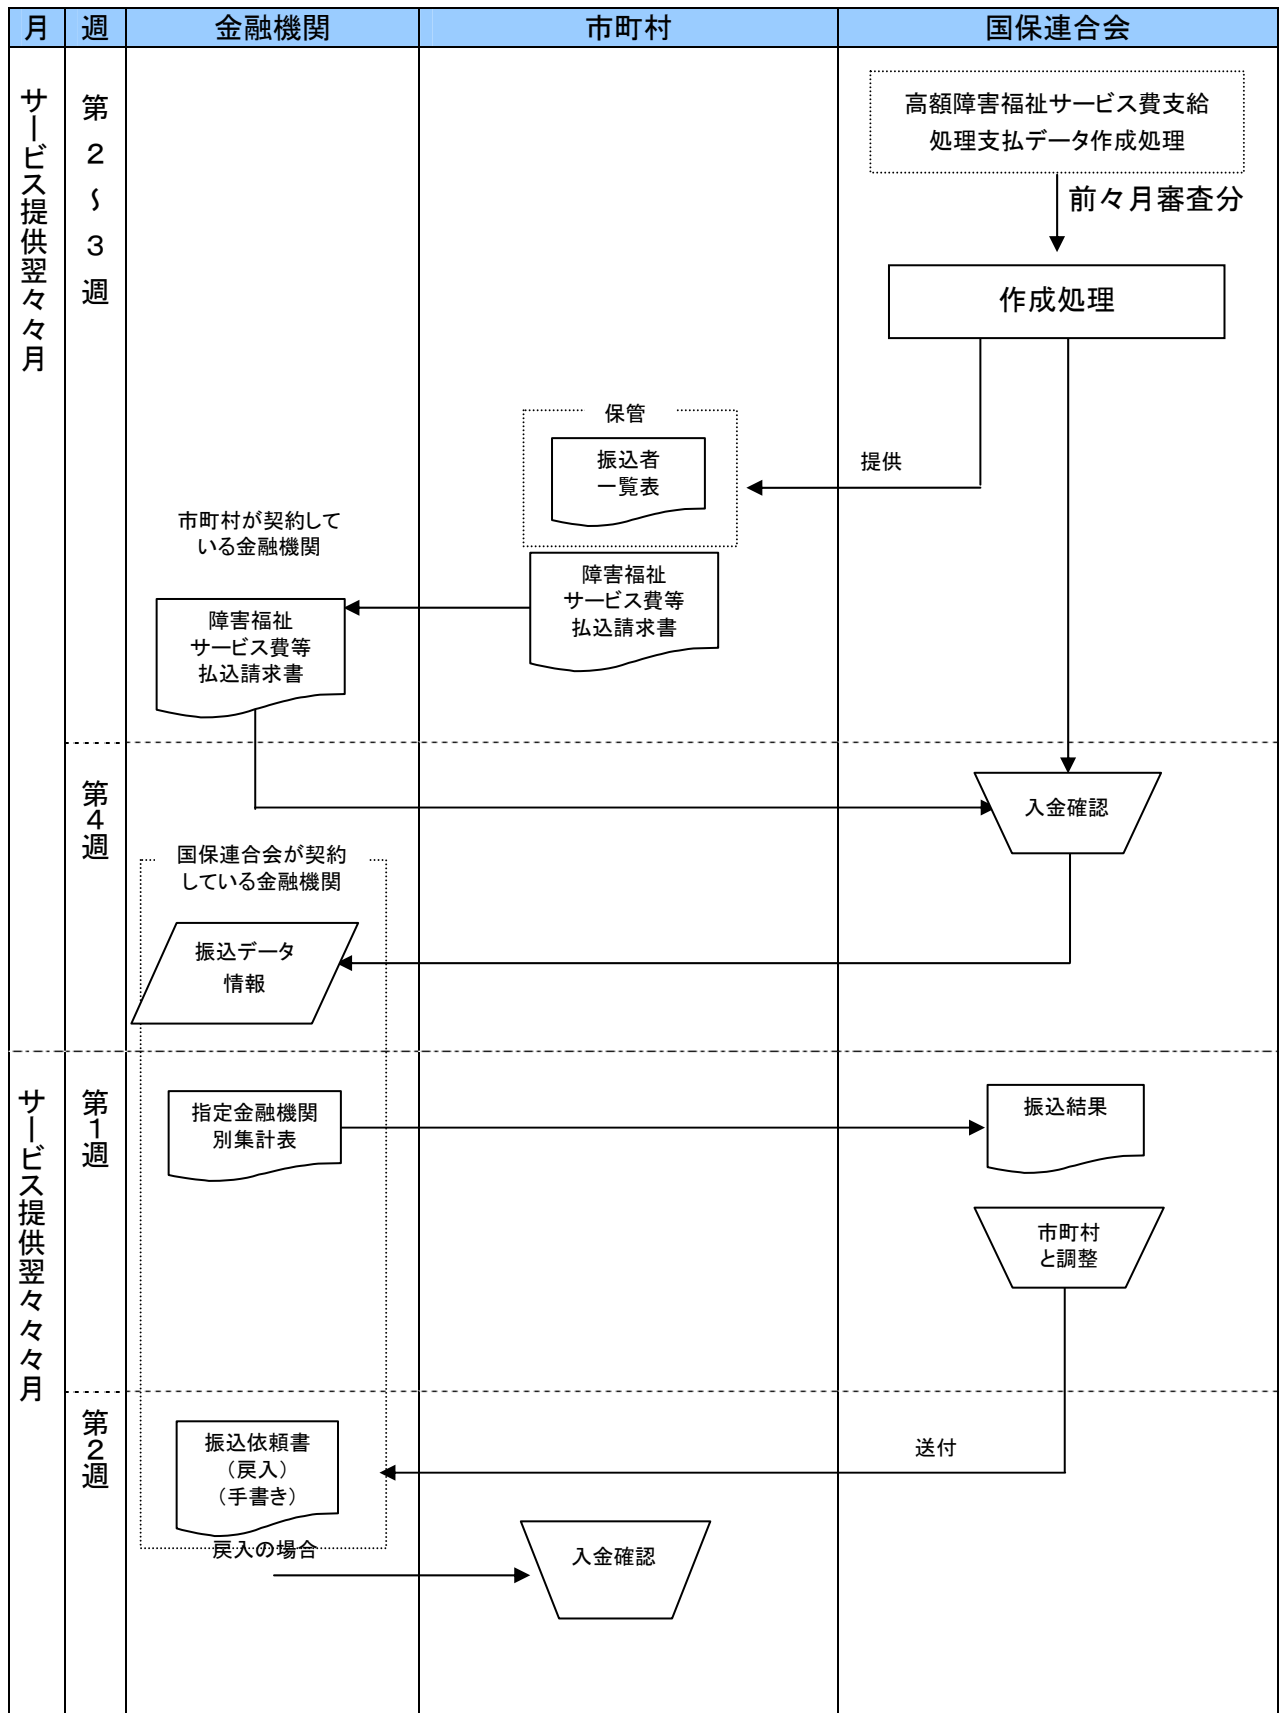 月 週 金融機関 市町村 国保連合会
サービス提供翌々月
第2～3週
高額障害福祉サービス費支給
処理支払データ作成処理
前々月審査分
作成処理
保管
振込者
一覧表
提供
市町村が契約して
いる金融機関
障害福祉
サービス費等
払込請求書
障害福祉
サービス費等
払込請求書
第4週
入金確認
国保連合会が契約
している金融機関
振込データ
情報
サービス提供翌々々月
第1週
指定金融機関
別集計表
振込結果
市町村
と調整
第2週
振込依頼書
（戻入）
（手書き）
送付
戻入の場合
入金確認